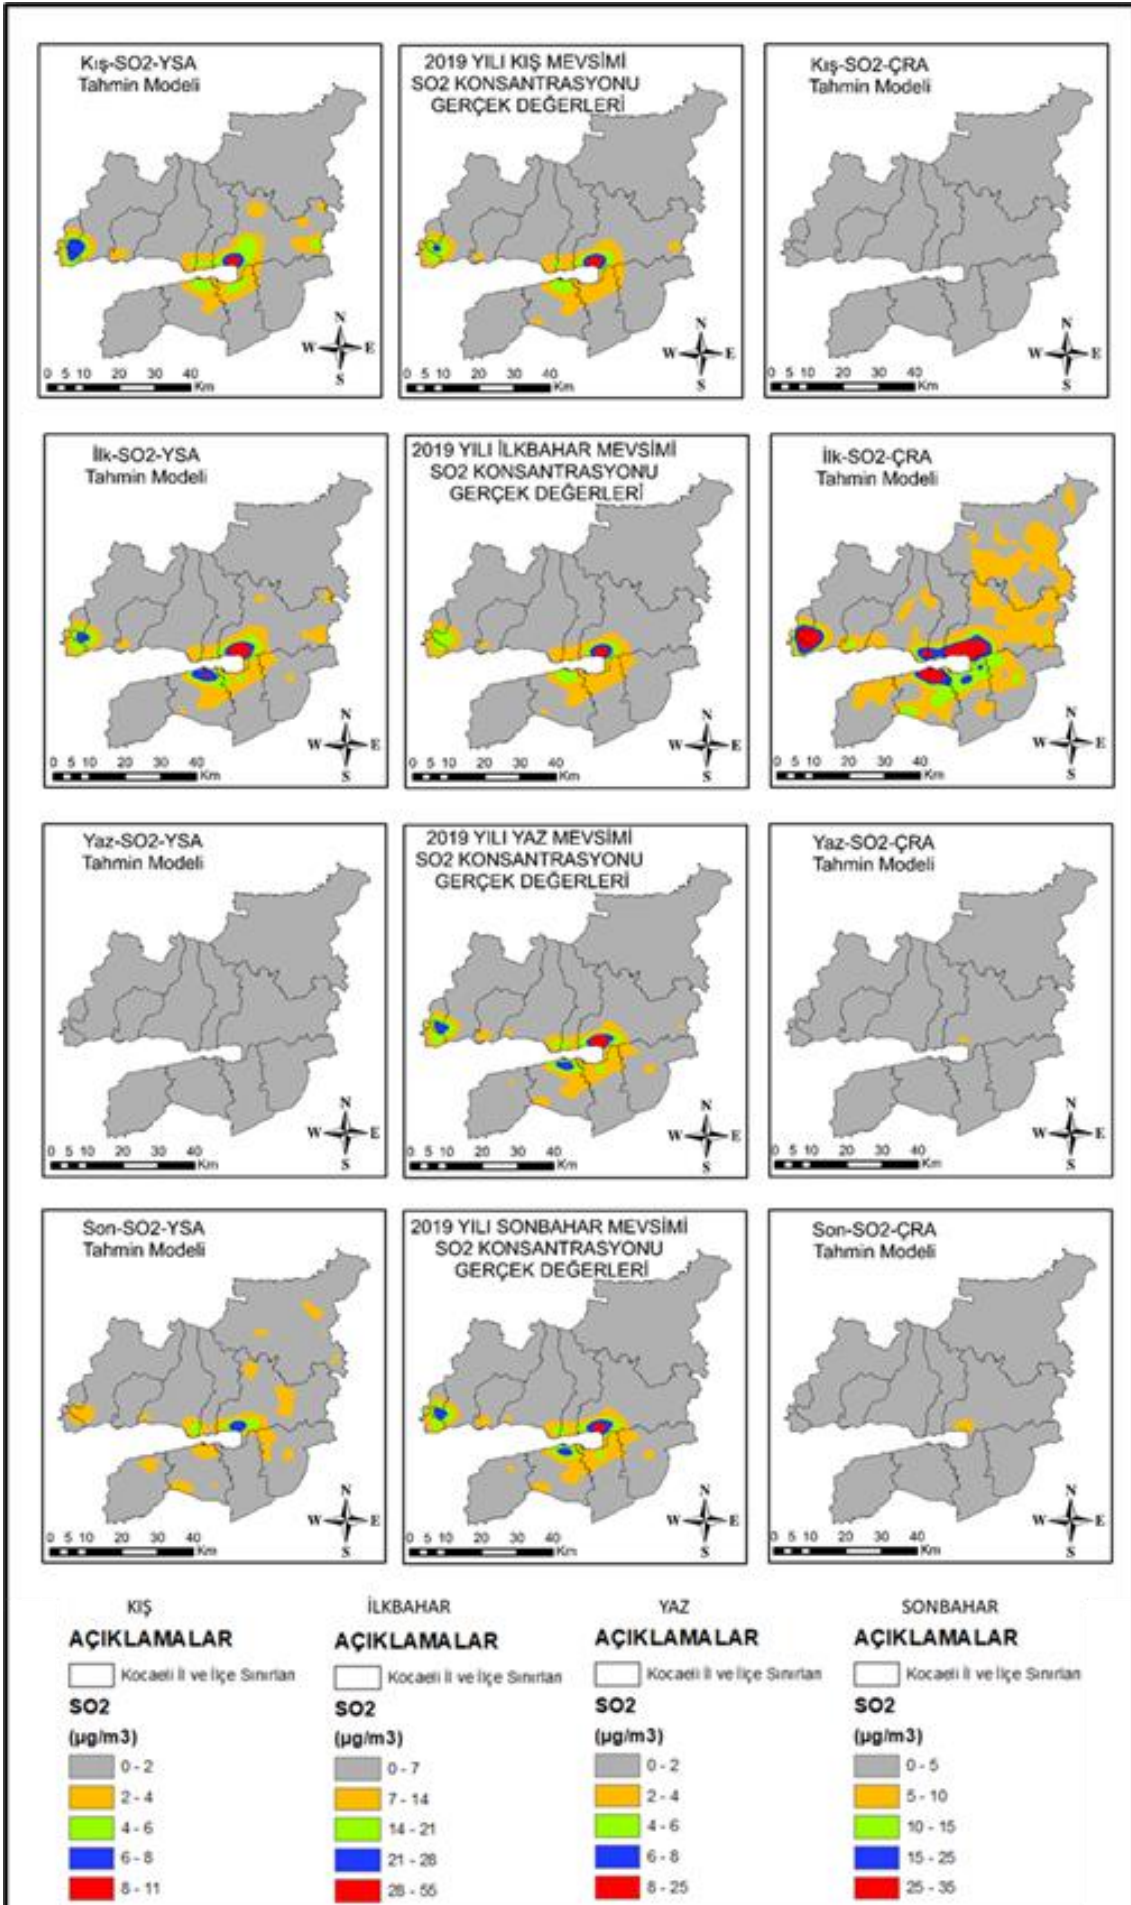 Kış-SO2-YSA
Tahmin Modeli
N
W E
S
0 5 10 20 30 40
Km
2019 YILI KIŞ MEVSİMİ
SO2 KONSANTRASYONU
GERÇEK DEĞERLERİ
N
W E
S
0 5 10 20 30 40
Km
Kış-SO2-ÇRA
Tahmin Modeli
N
W E
S
0 5 10 20 30 40
Km
İlk-SO2-YSA
Tahmin Modeli
N
W E
S
0 5 10 20 30 40
Km
2019 YILI İLKBAHAR MEVSİMİ
SO2 KONSANTRASYONU
GERÇEK DEĞERLERİ
N
W E
S
0 5 10 20 30 40
Km
İlk-SO2-ÇRA
Tahmin Modeli
N
W E
S
0 5 10 20 30 40
Km
Yaz-SO2-YSA
Tahmin Modeli
N
W E
S
0 5 10 20 30 40
Km
2019 YILI YAZ MEVSİMİ
SO2 KONSANTRASYONU
GERÇEK DEĞERLERİ
N
W E
S
0 5 10 20 30 40
Km
Yaz-SO2-ÇRA
Tahmin Modeli
N
W E
S
0 5 10 20 30 40
Km
Son-SO2-YSA
Tahmin Modeli
N
W E
S
0 5 10 20 30 40
Km
2019 YILI SONBAHAR MEVSİMİ
SO2 KONSANTRASYONU
GERÇEK DEĞERLERİ
N
W E
S
0 5 10 20 30 40
Km
Son-SO2-ÇRA
Tahmin Modeli
N
W E
S
0 5 10 20 30 40
Km
KIŞ
AÇIKLAMALAR
Kocaeli İl ve İlçe Sınırları
SO2
(µg/m3)
0 - 2
2 - 4
4 - 6
6 - 8
8 - 11
İLKBAHAR
AÇIKLAMALAR
Kocaeli İl ve İlçe Sınırları
SO2
(µg/m3)
0 - 7
7 - 14
14 - 21
21 - 28
28 - 55
YAZ
AÇIKLAMALAR
Kocaeli İl ve İlçe Sınırları
SO2
(µg/m3)
0 - 2
2 - 4
4 - 6
6 - 8
8 - 25
SONBAHAR
AÇIKLAMALAR
Kocaeli İl ve İlçe Sınırları
SO2
(µg/m3)
0 - 5
5 - 10
10 - 15
15 - 25
25 - 35